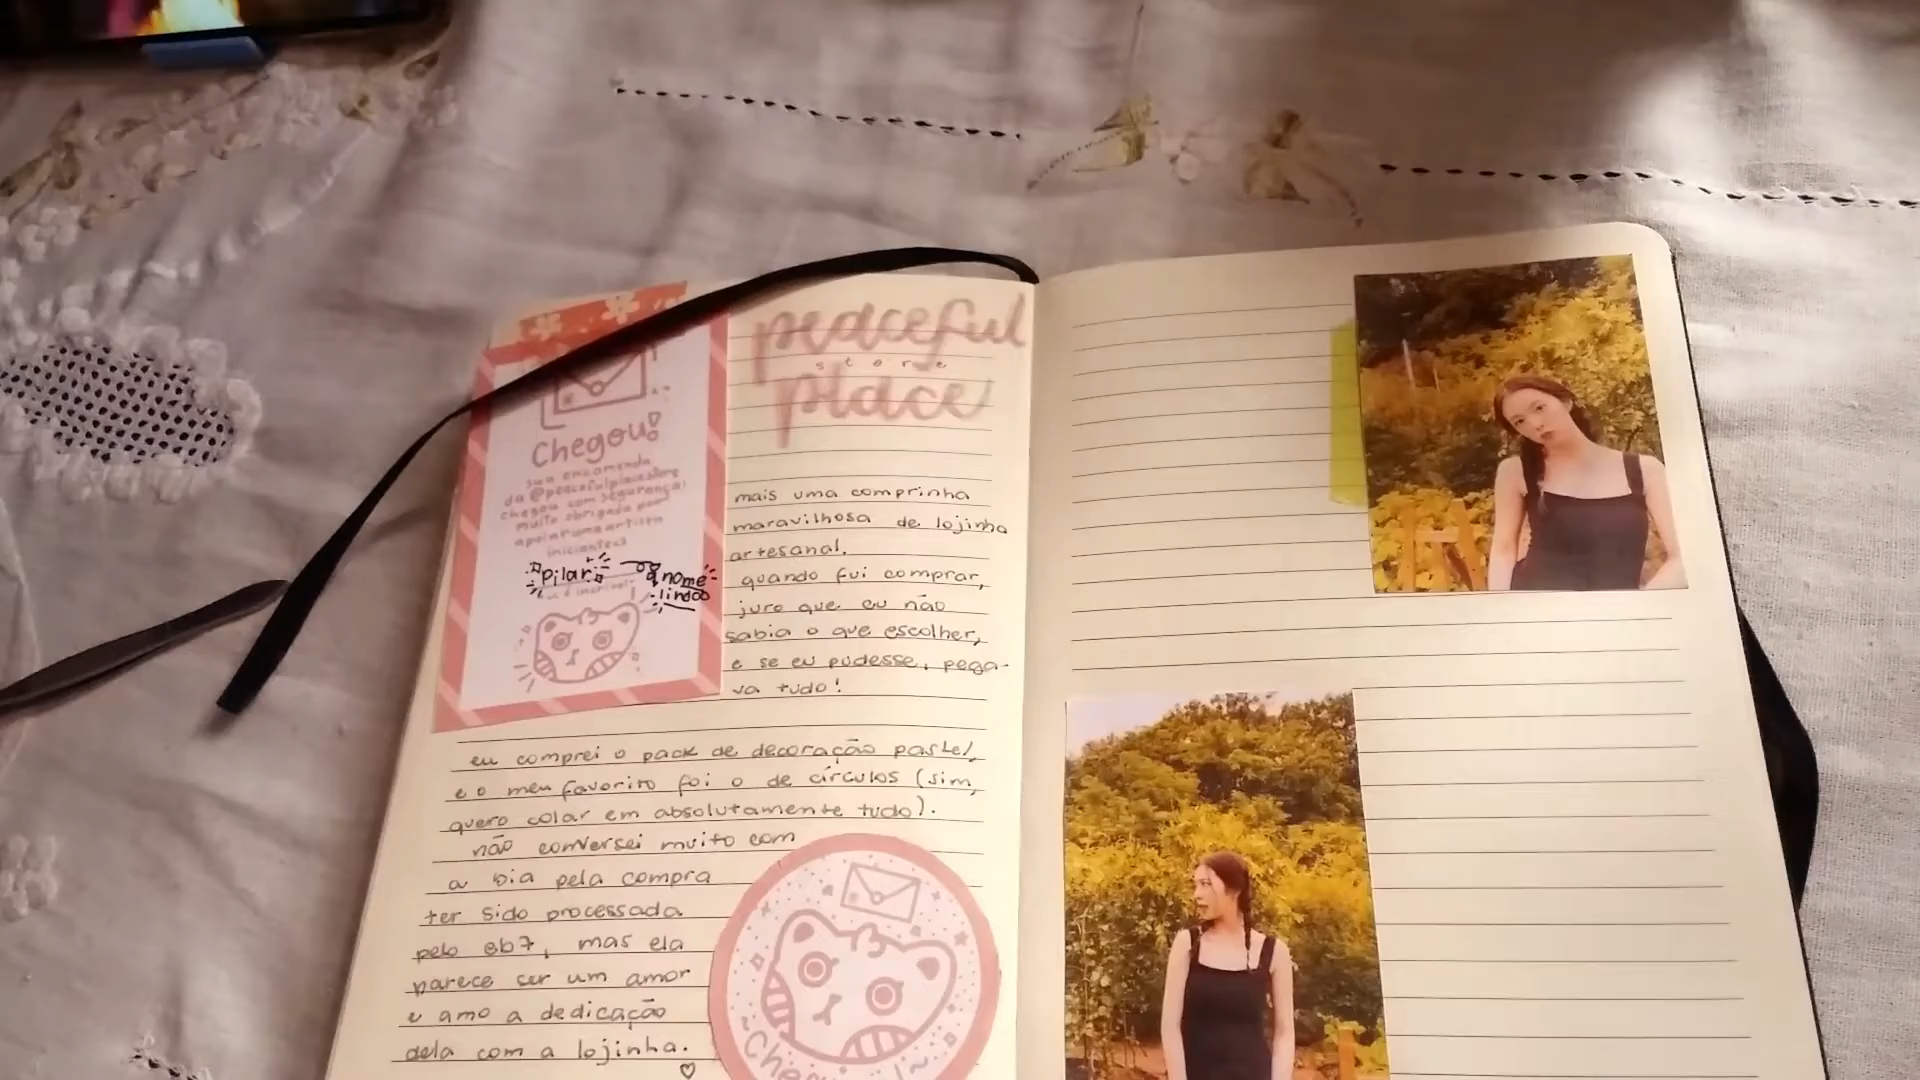 Chegou!
sua encomenda
da @peacefulplacestore
chegou com segurança!
muito obrigada por
apoiar uma artista
iniciante<3
pilar
q nome
lindoo
peaceful
store
place
mais uma comprinha
maravilhosa de lojinha
artesanal.
quando fui comprar,
juro que eu não
sabia o que escolher,
e se eu pudesse, pega-
va tudo!
eu comprei o pack de decoração pastel,
e o meu favorito foi o de círculos (sim,
quero colar em absolutamente tudo).
não conversei muito com
a Bia pela compra
ter sido processada
pelo elo7, mas ela
parece ser um amor
e amo a dedicação
dela com a lojinha.